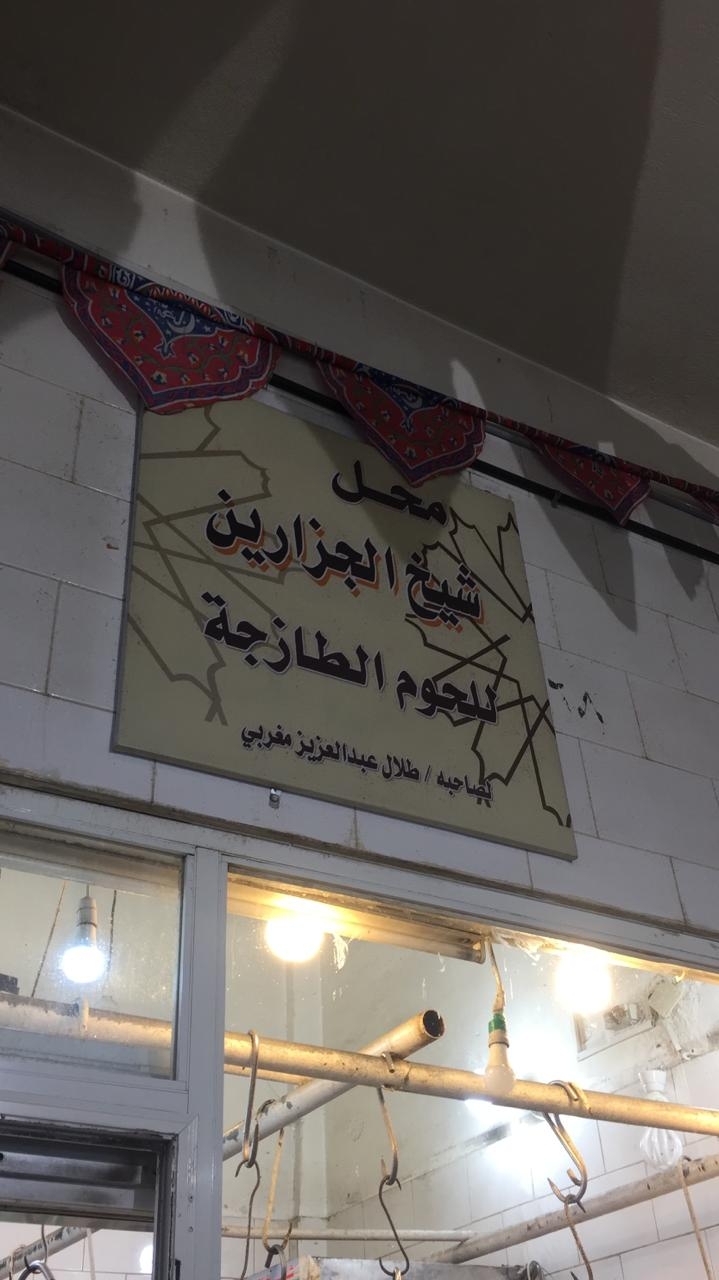 محل
شيخ الجزارين
للحوم الطازجة
لصاحبه / طلال عبدالعزيز مغربي